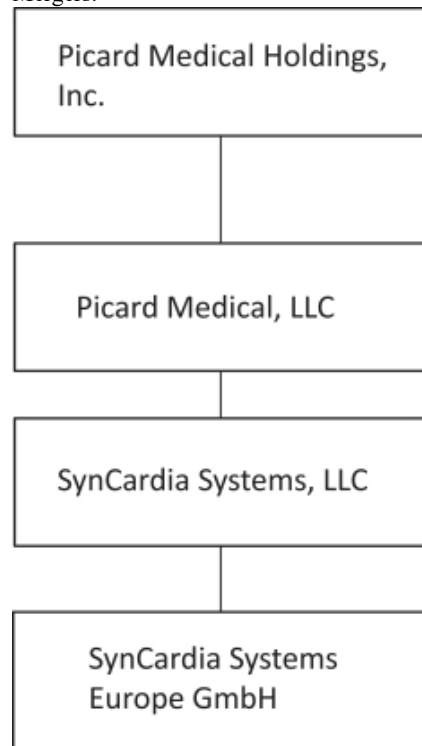 Picard Medical Holdings,
Inc.
Picard Medical, LLC
SynCardia Systems, LLC
SynCardia Systems
Europe GmbH